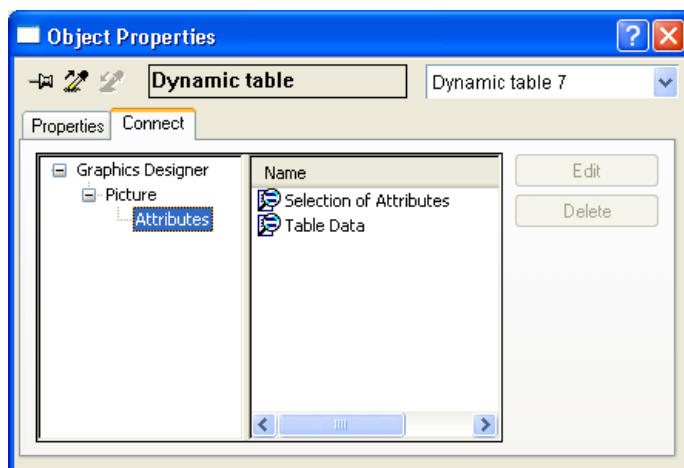 Object Properties
Dynamic table
Dynamic table 7
Properties
Connect
Graphics Designer
Picture
Attributes
Name
Selection of Attributes
Table Data
Edit
Delete